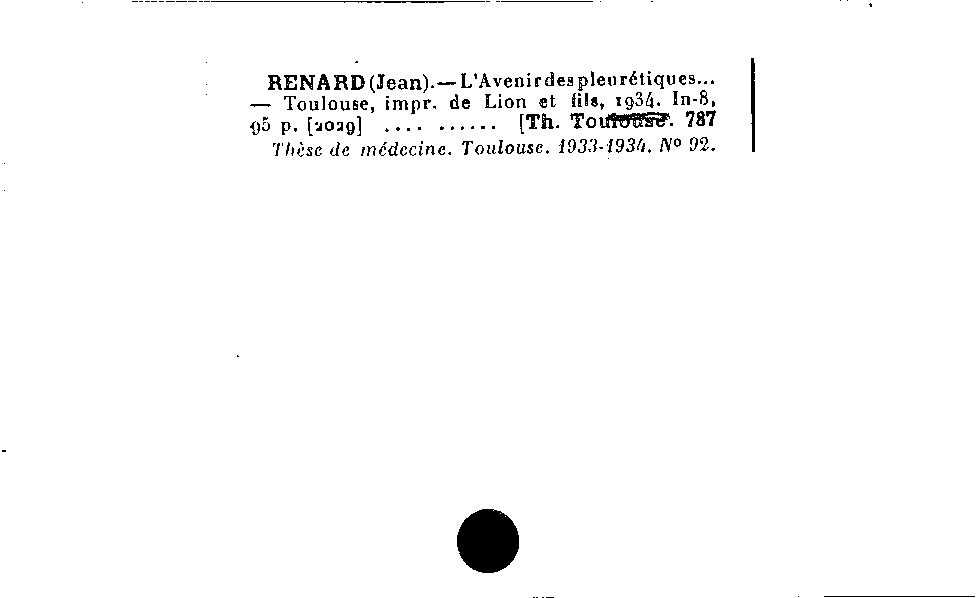 RENARD (Jean). — L'Avenir des pleurétiques...
— Toulouse, impr. de Lion et fils, 1934. In-8,
95 p. [2029] .... ...... [Th. Toulouse. 787
Thèse de médecine. Toulouse. 1933-1934. N° 92.